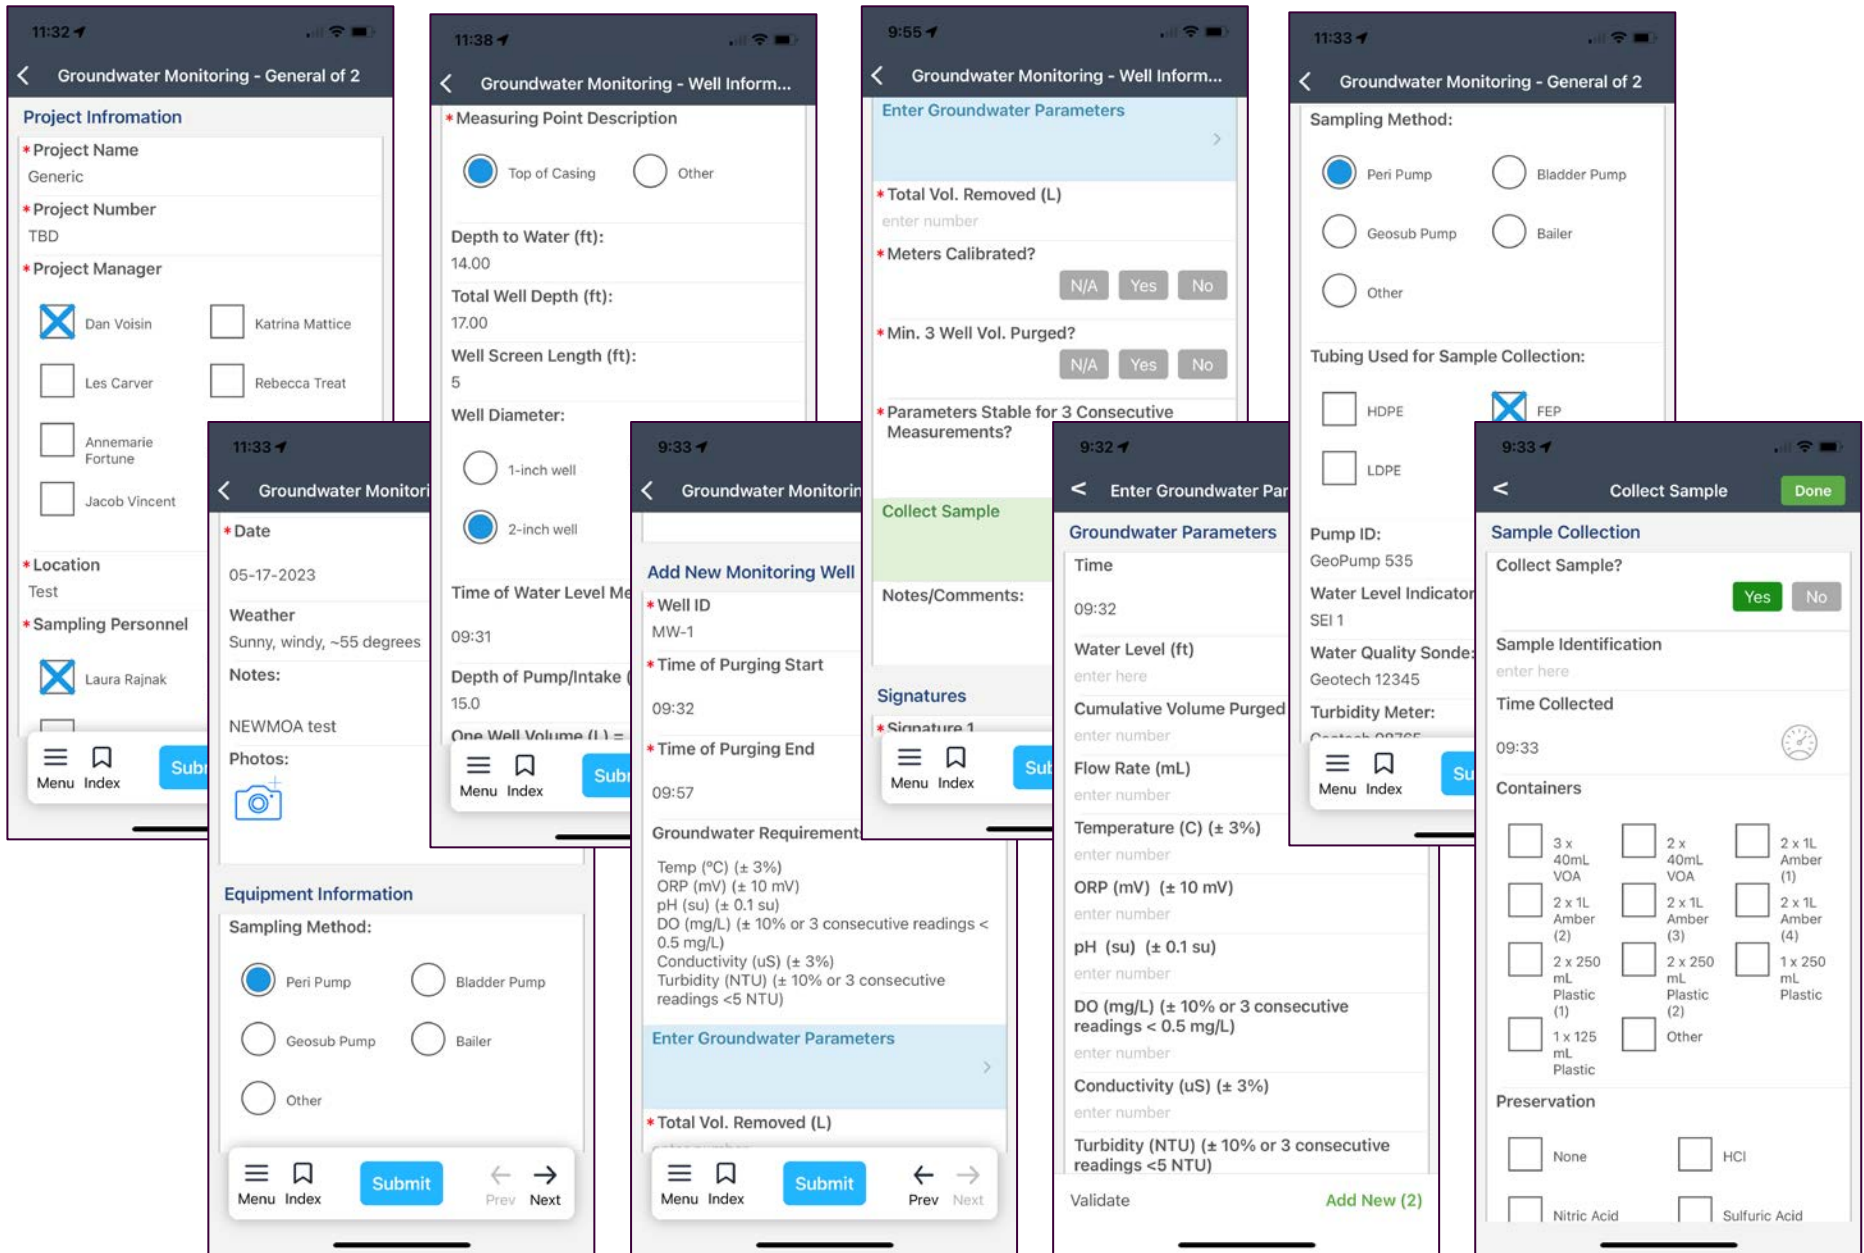 11:32
Groundwater Monitoring - General of 2
Project Infromation
* Project Name
Generic
* Project Number
TBD
* Project Manager
Dan Voisin
Katrina Mattice
Les Carver
Rebecca Treat
Annemarie
Fortune
Jacob Vincent
* Location
Test
* Sampling Personnel
Laura Rajnak
Menu
Index
11:33
* Date
05-17-2023
Weather
Sunny, windy, ~55 degrees
Notes:
NEWMOA test
Photos:
Equipment Information
Sampling Method:
Peri Pump
Bladder Pump
Geosub Pump
Bailer
Other
Menu
Index
Submit
Prev
Next
11:38
Groundwater Monitoring - Well Inform...
* Measuring Point Description
Top of Casing
Other
Depth to Water (ft):
14.00
Total Well Depth (ft):
17.00
Well Screen Length (ft):
5
Well Diameter:
1-inch well
2-inch well
Time of Water Level
09:31
Depth of Pump/Intake
15.0
One Well Volume (L) =
Menu
Index
9:33
Groundwater
Add New Monitoring Well
* Well ID
MW-1
* Time of Purging Start
09:32
* Time of Purging End
09:57
Groundwater
Temp (ºC) (± 3%)
ORP (mV) (± 10 mV)
pH (su) (± 0.1 su)
DO (mg/L) (± 10% or 3 consecutive readings <
0.5 mg/L)
Conductivity (uS) (± 3%)
Turbidity (NTU) (± 10% or 3 consecutive
readings <5 NTU)
Enter Groundwater Parameters
* Total Vol. Removed (L)
Menu
Index
Submit
Prev
Next
9:55
Groundwater Monitoring - Well Inform...
Enter Groundwater Parameters
* Total Vol. Removed (L)
enter number
* Meters Calibrated?
N/A
Yes
No
* Min. 3 Well Vol. Purged?
N/A
Yes
No
* Parameters Stable for 3 Consecutive
Measurements?
Collect Sample
Notes/Comments:
Signatures
* Signature 1
Menu
Index
9:32
Enter Groundwater
Groundwater Parameters
Time
09:32
Water Level (ft)
enter here
Cumulative Volume Purged
enter number
Flow Rate (mL)
enter number
Temperature (C) (± 3%)
enter number
ORP (mV) (± 10 mV)
enter number
pH (su) (± 0.1 su)
enter number
DO (mg/L) (± 10% or 3 consecutive
readings < 0.5 mg/L)
enter number
Conductivity (uS) (± 3%)
enter number
Turbidity (NTU) (± 10% or 3 consecutive
readings <5 NTU)
Validate
Add New (2)
11:33
Groundwater Monitoring - General of 2
Sampling Method:
Peri Pump
Bladder Pump
Geosub Pump
Bailer
Other
Tubing Used for Sample Collection:
HDPE
FEP
LDPE
Pump ID:
GeoPump 535
Water Level Indicator
SEI 1
Water Quality Sonde:
Geotech 12345
Turbidity Meter:
Menu
Index
9:33
Collect Sample
Done
Sample Collection
Collect Sample?
Yes
No
Sample Identification
enter here
Time Collected
09:33
Containers
3 x
40mL
VOA
2 x
40mL
VOA
2 x 1L
Amber
(1)
2 x 1L
Amber
(2)
2 x 1L
Amber
(3)
2 x 1L
Amber
(4)
2 x 250
mL
Plastic
(1)
2 x 250
mL
Plastic
(2)
1 x 250
mL
Plastic
1 x 125
mL
Plastic
Other
Preservation
None
HCl
Nitric Acid
Sulfuric Acid